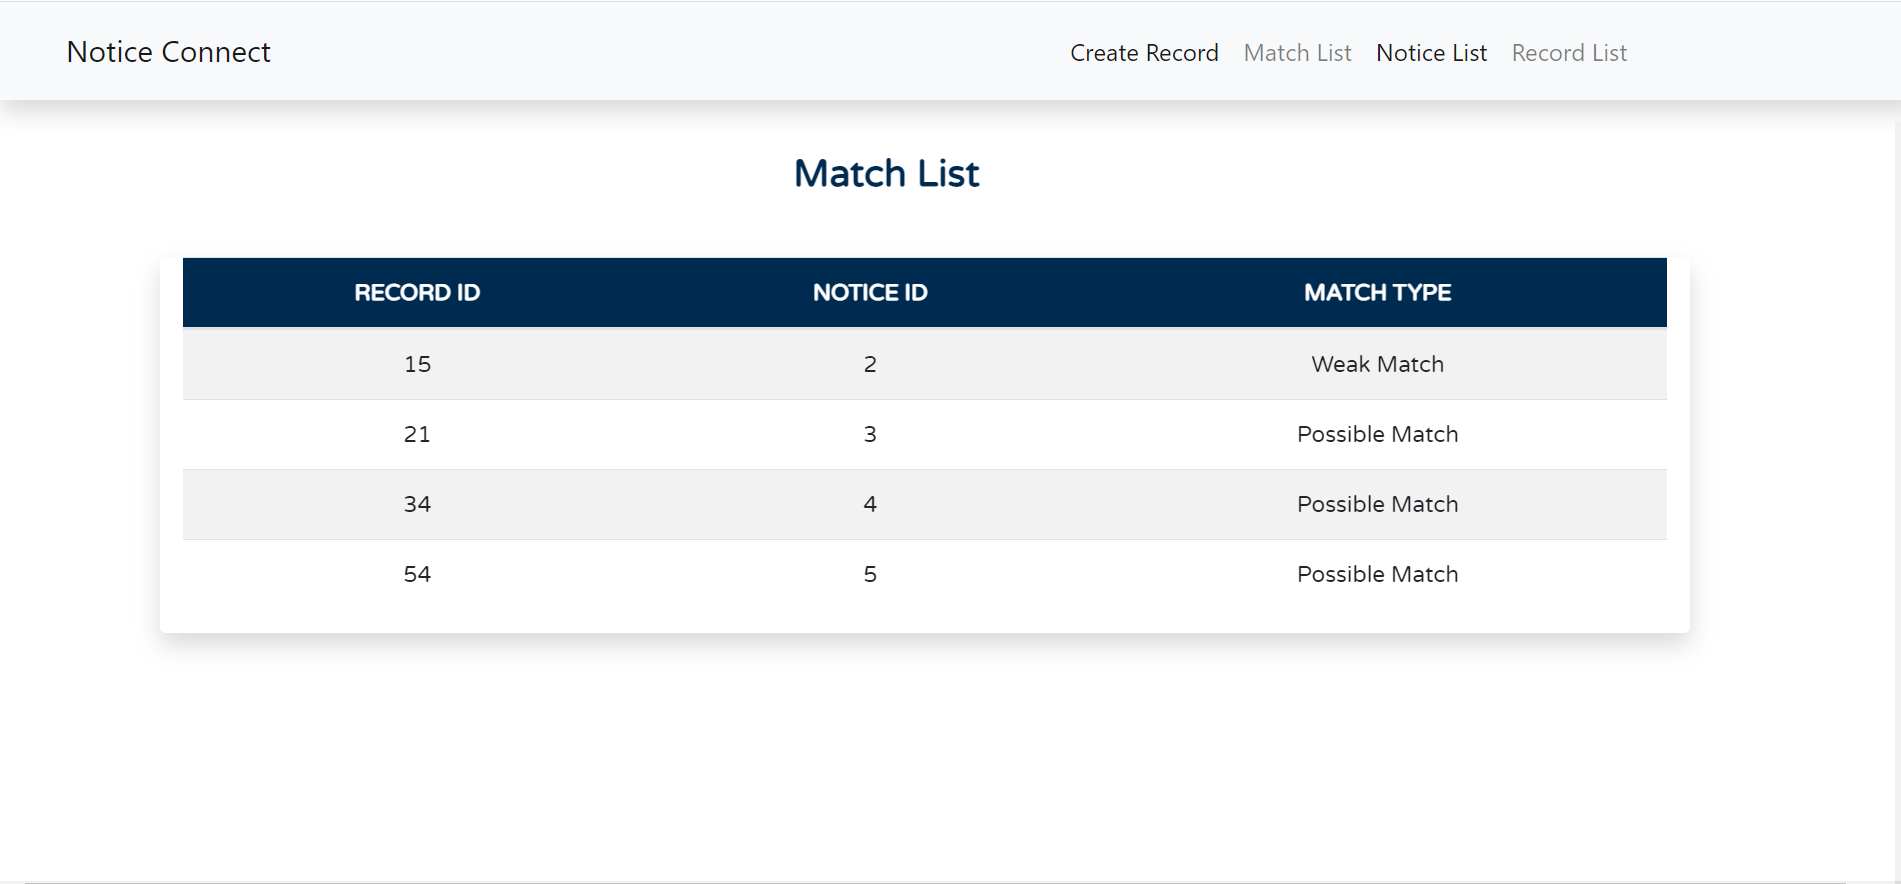 Notice Connect Create Record Match List Notice List Record List
Match List
RECORD ID NOTICE ID MATCH TYPE
15 2 Weak Match
21 3 Possible Match
34 4 Possible Match
54 5 Possible Match